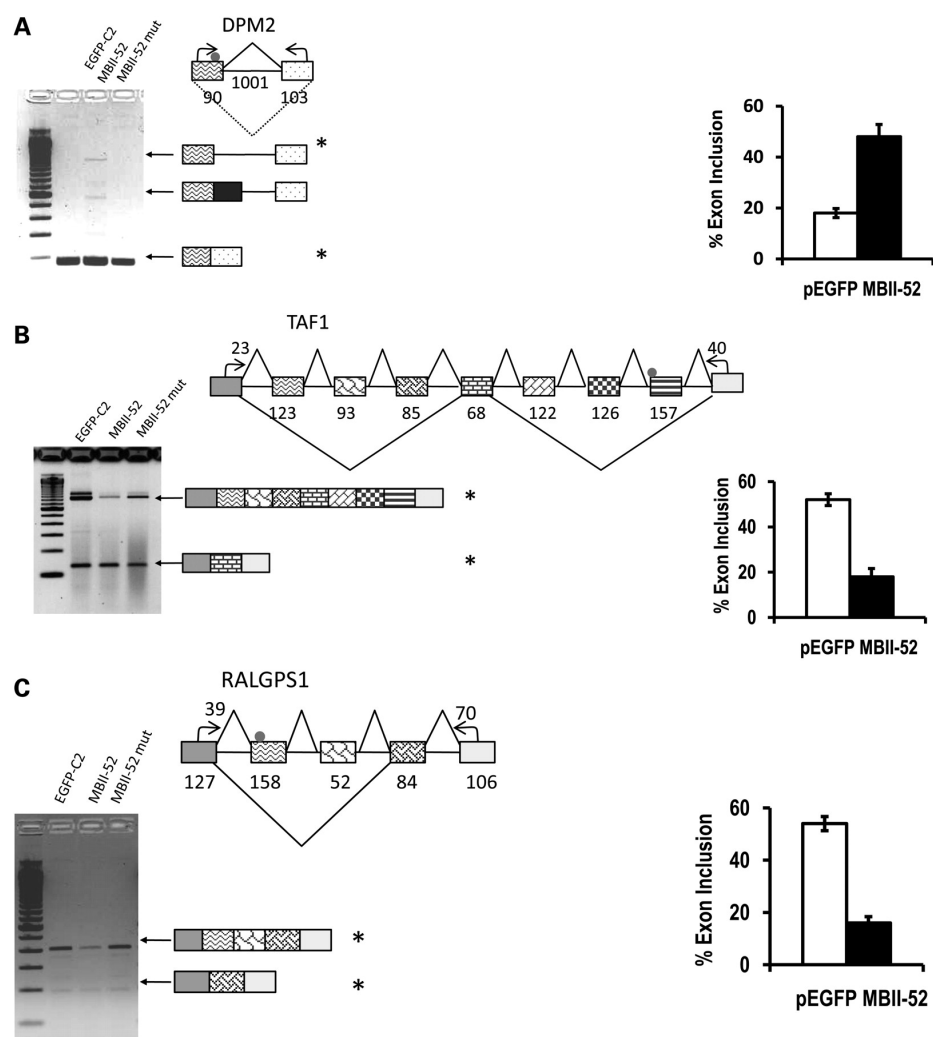 A
EGFP-C2
MBII-52
MBII-52 mut
DPM2
1001
90
103
*
*
60
40
20
0
% Exon Inclusion
pEGFP MBII-52
B
TAF1
EGFP-C2
MBII-52
MBII-52 mut
23
40
123 93 85 68 122 126 157
*
*
60
40
20
0
% Exon Inclusion
pEGFP MBII-52
C
RALGPS1
EGFP-C2
MBII-52
MBII-52 mut
39
70
127 158 52 84 106
*
*
60
40
20
0
% Exon Inclusion
pEGFP MBII-52